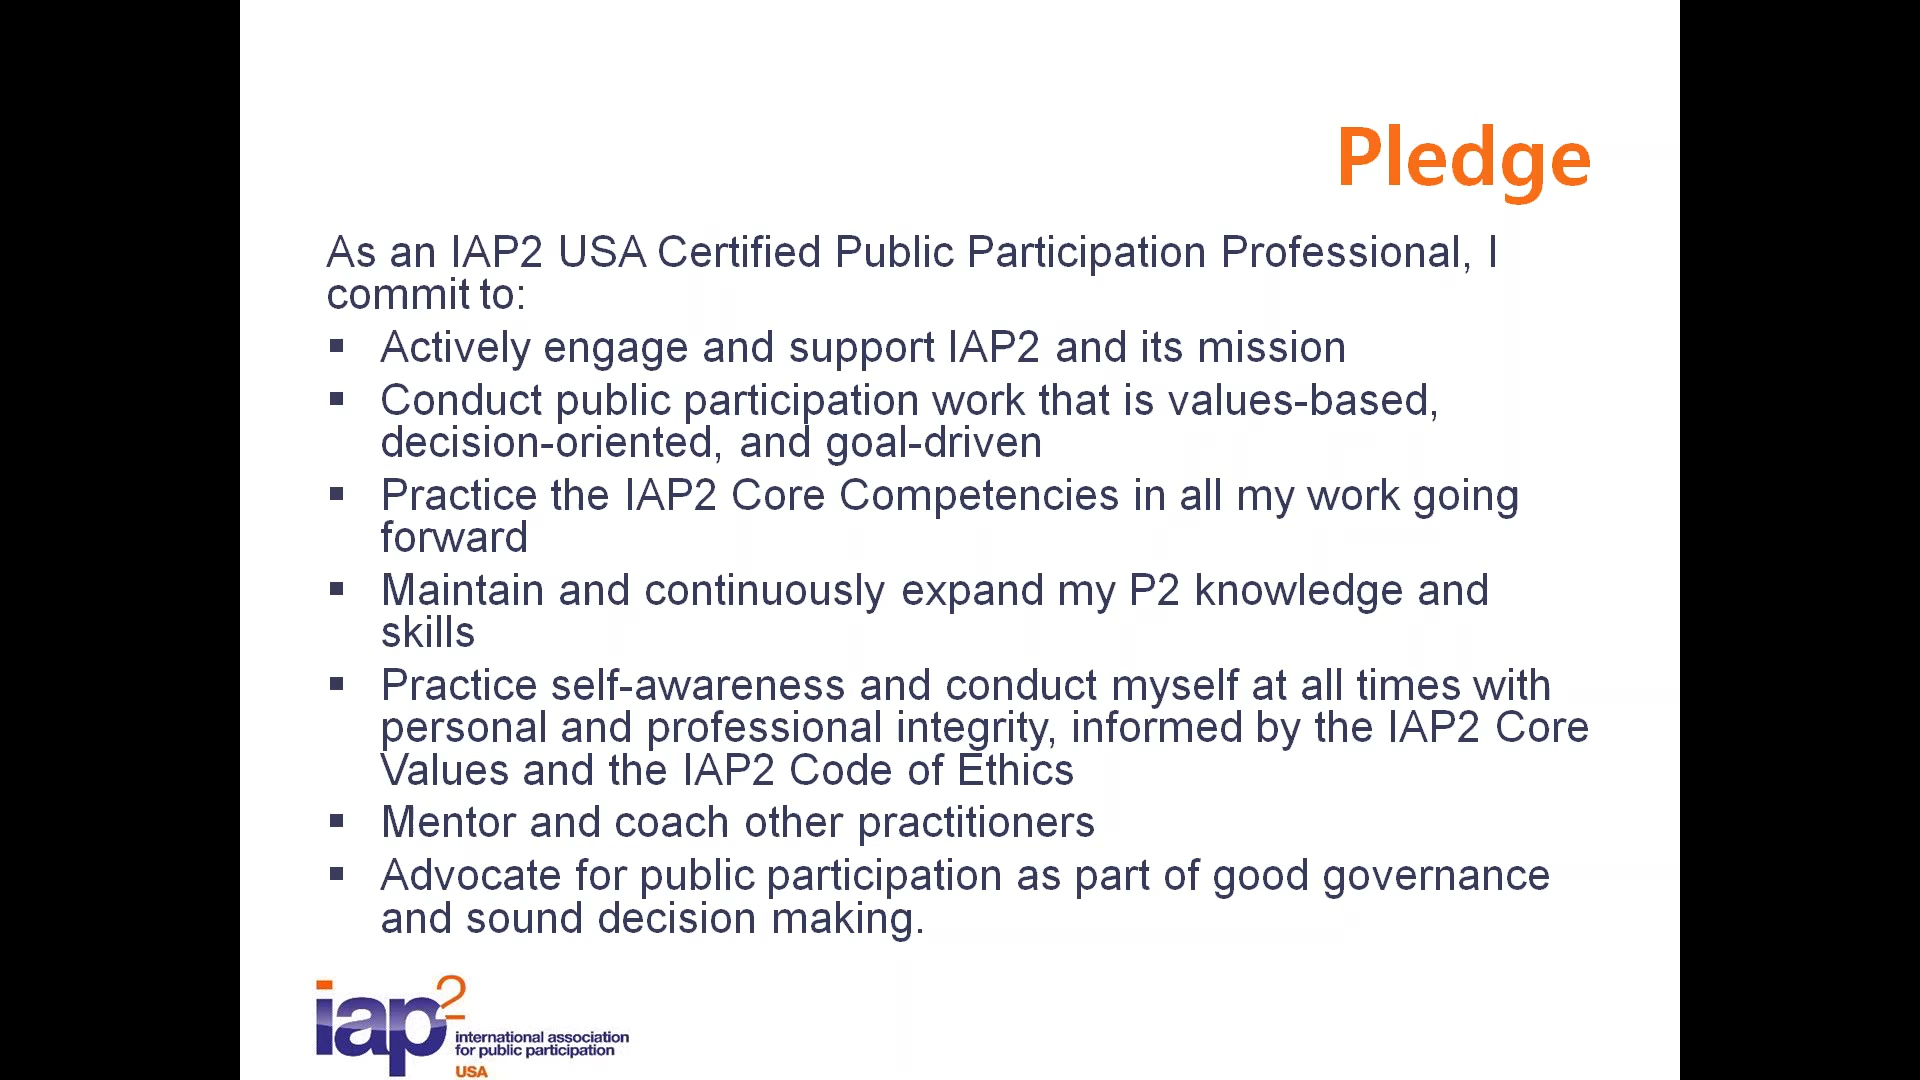 Pledge
As an IAP2 USA Certified Public Participation Professional, I
commit to:
▪ Actively engage and support IAP2 and its mission
▪ Conduct public participation work that is values-based,
decision-oriented, and goal-driven
▪ Practice the IAP2 Core Competencies in all my work going
forward
▪ Maintain and continuously expand my P2 knowledge and
skills
▪ Practice self-awareness and conduct myself at all times with
personal and professional integrity, informed by the IAP2 Core
Values and the IAP2 Code of Ethics
▪ Mentor and coach other practitioners
▪ Advocate for public participation as part of good governance
and sound decision making.
iap2
international association
for public participation
USA